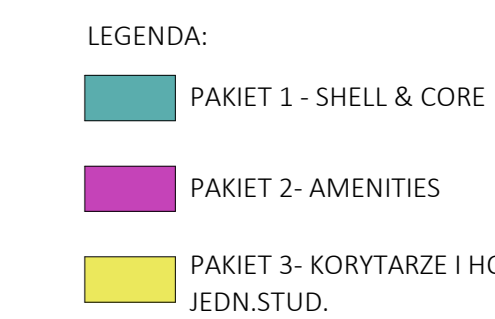 LEGENDA:
PAKIET 1 - SHELL & CORE
PAKIET 2- AMENITIES
PAKIET 3- KORYTARZE I
JEDN.STUD.